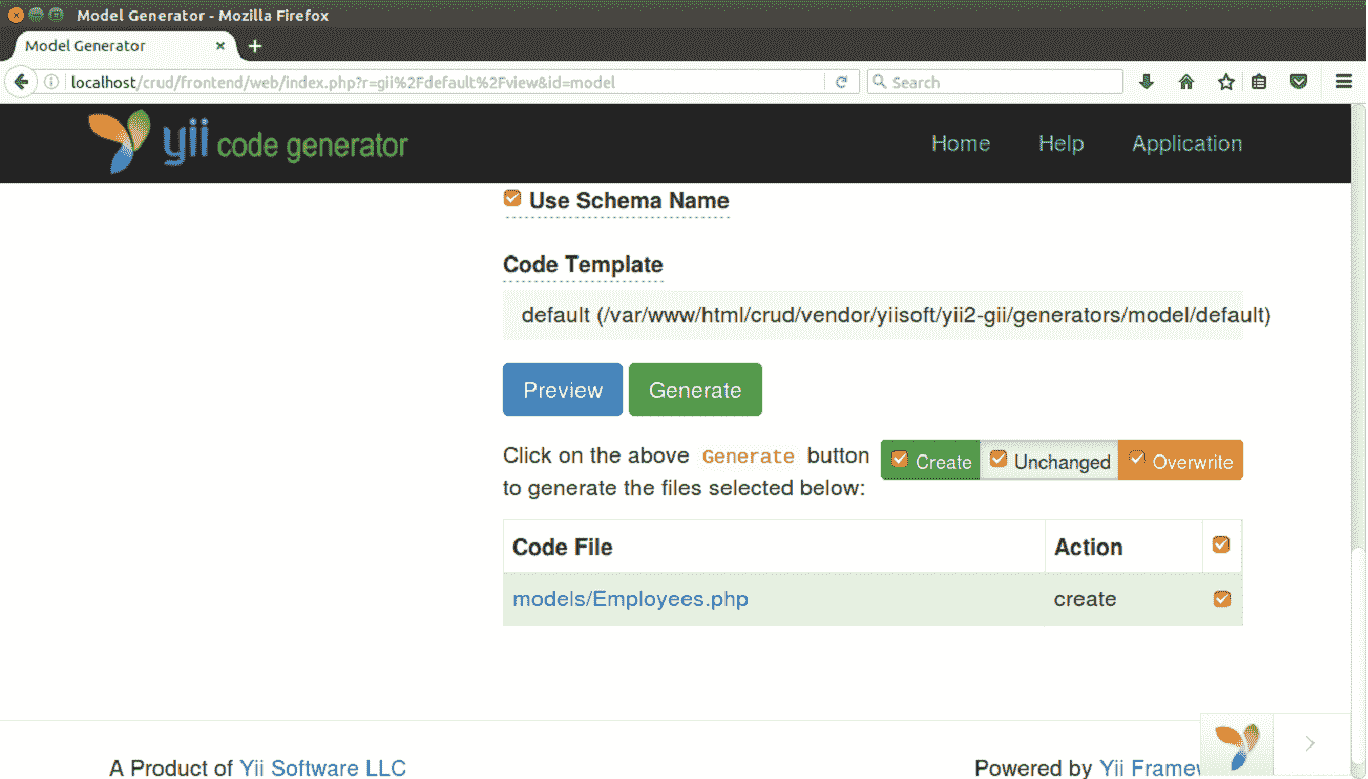 Model Generator - Mozilla Firefox
Model Generator
localhost/crud/frontend/web/index.php?r=gii%2Fdefault%2Fview&id=model
Search
yii code generator
Home Help Application
Use Schema Name
Code Template
default (/var/www/html/crud/vendor/yiisoft/yii2-gii/generators/model/default)
Preview Generate
Click on the above Generate button
to generate the files selected below:
Create Unchanged Overwrite
Code File Action
models/Employees.php create
A Product of Yii Software LLC
Powered by Yii Framew